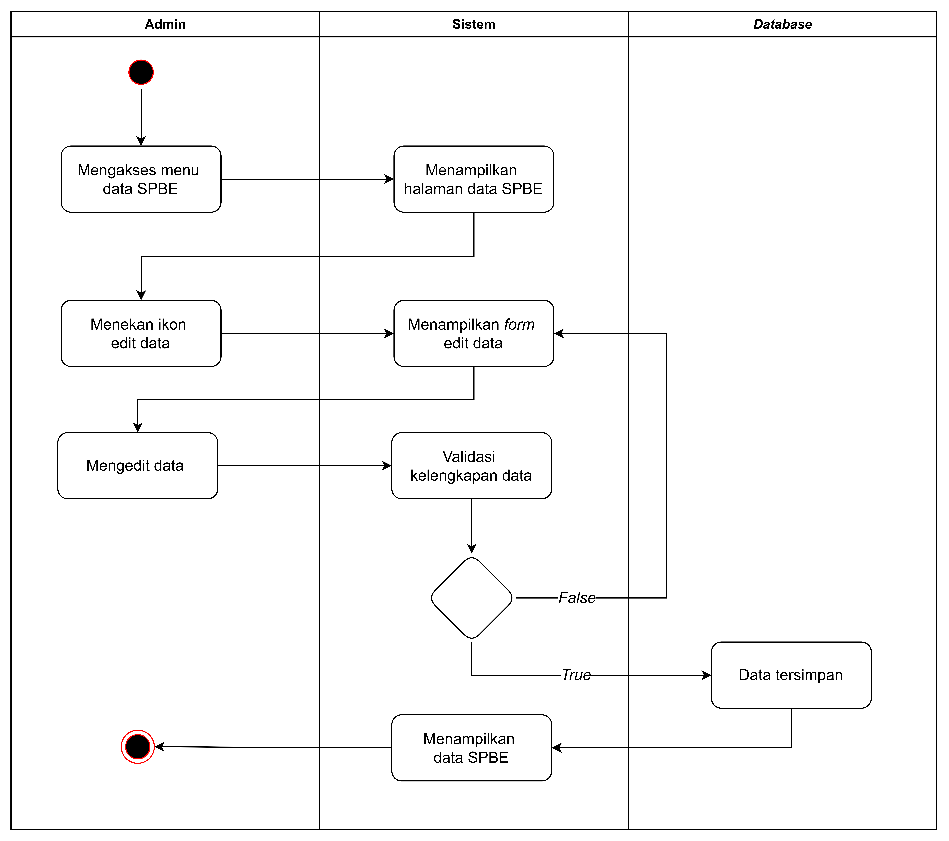 Admin
Sistem
Database
Mengakses menu
data SPBE
Menampilkan
halaman data SPBE
Menekan ikon
edit data
Menampilkan form
edit data
Mengedit data
Validasi
kelengkapan data
False
True
Data tersimpan
Menampilkan
data SPBE